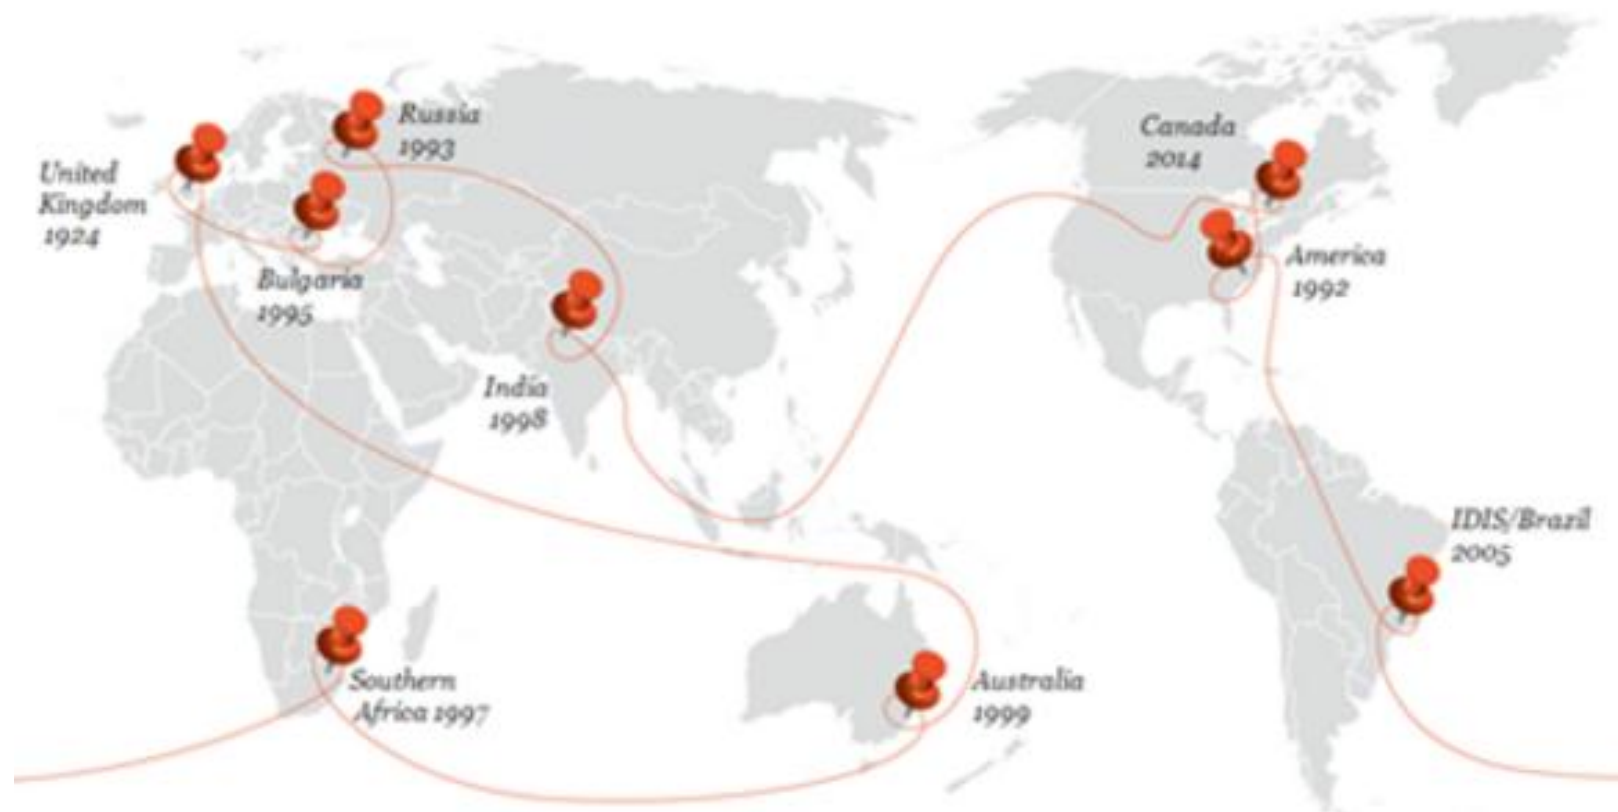 Russia
1993
United
Kingdom
1924
Bulgaria
1995
India
1998
Southern
Africa 1997
Australia
1999
Canada
2014
America
1992
IDIS/Brazil
2005